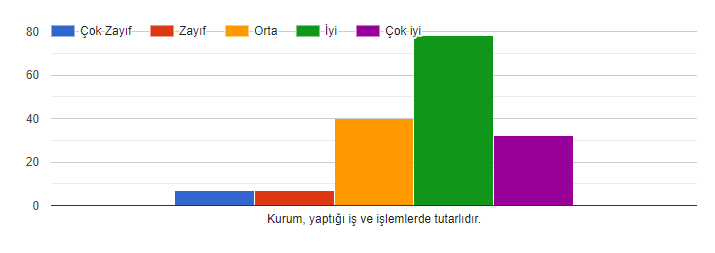 80
Çok Zayıf
Zayıf
Orta
İyi
Çok iyi
60
40
20
0
Kurum, yaptığı iş ve işlemlerde tutarlıdır.